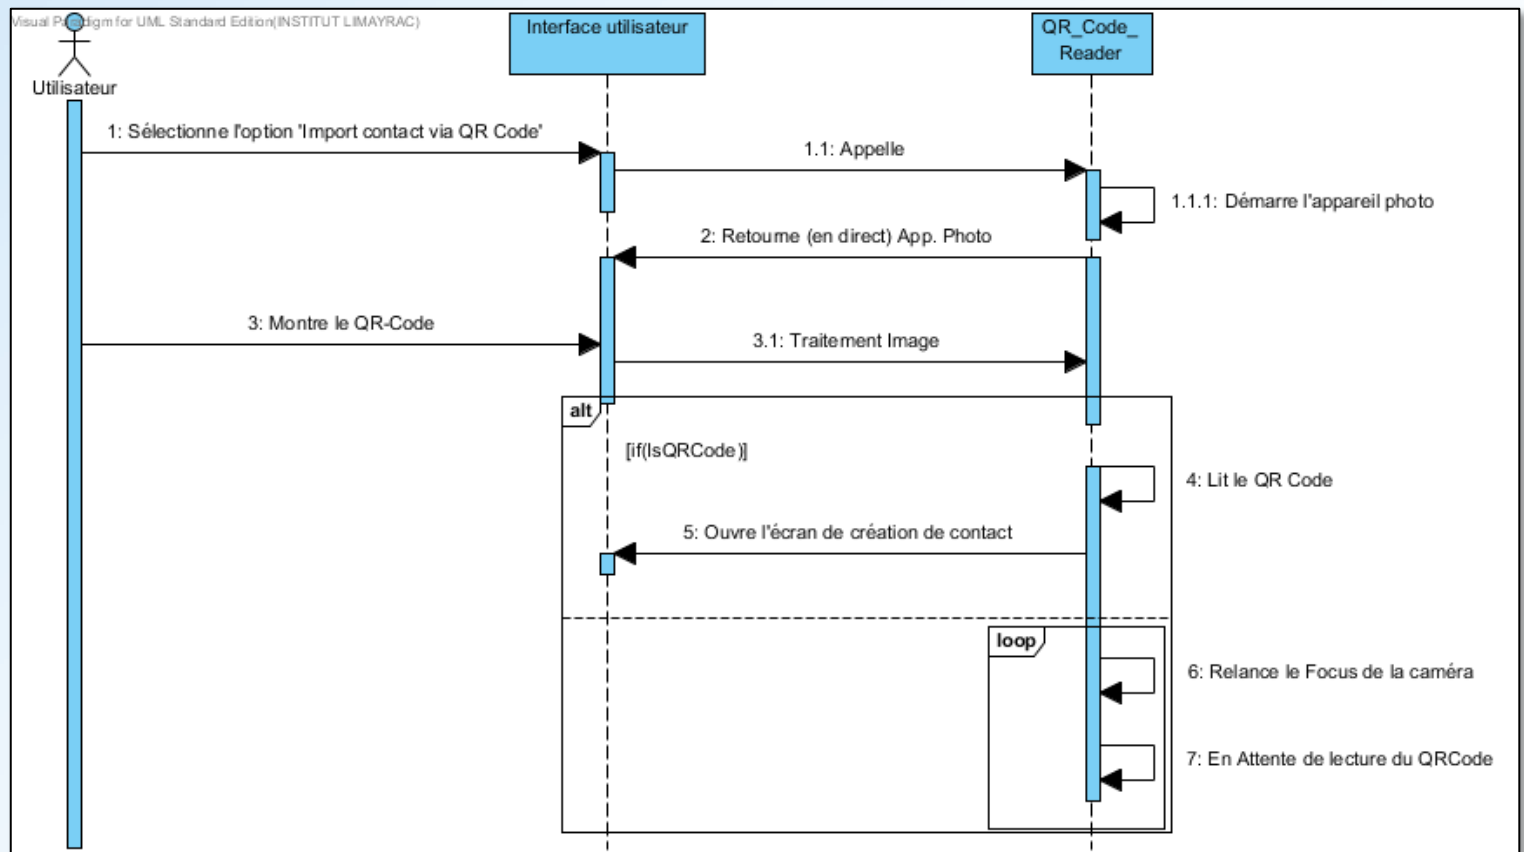 Visual Paradigm for UML Standard Edition(INSTITUT LIMAYRAC)
Utilisateur
Interface utilisateur
QR_Code_
Reader
1: Sélectionne l'option 'Import contact via QR Code'
1.1: Appelle
1.1.1: Démarre l'appareil photo
2: Retourne (en direct) App. Photo
3: Montre le QR-Code
3.1: Traitement Image
alt
[if(IsQRCode)]
4: Lit le QR Code
5: Ouvre l'écran de création de contact
loop
6: Relance le Focus de la caméra
7: En Attente de lecture du QRCode